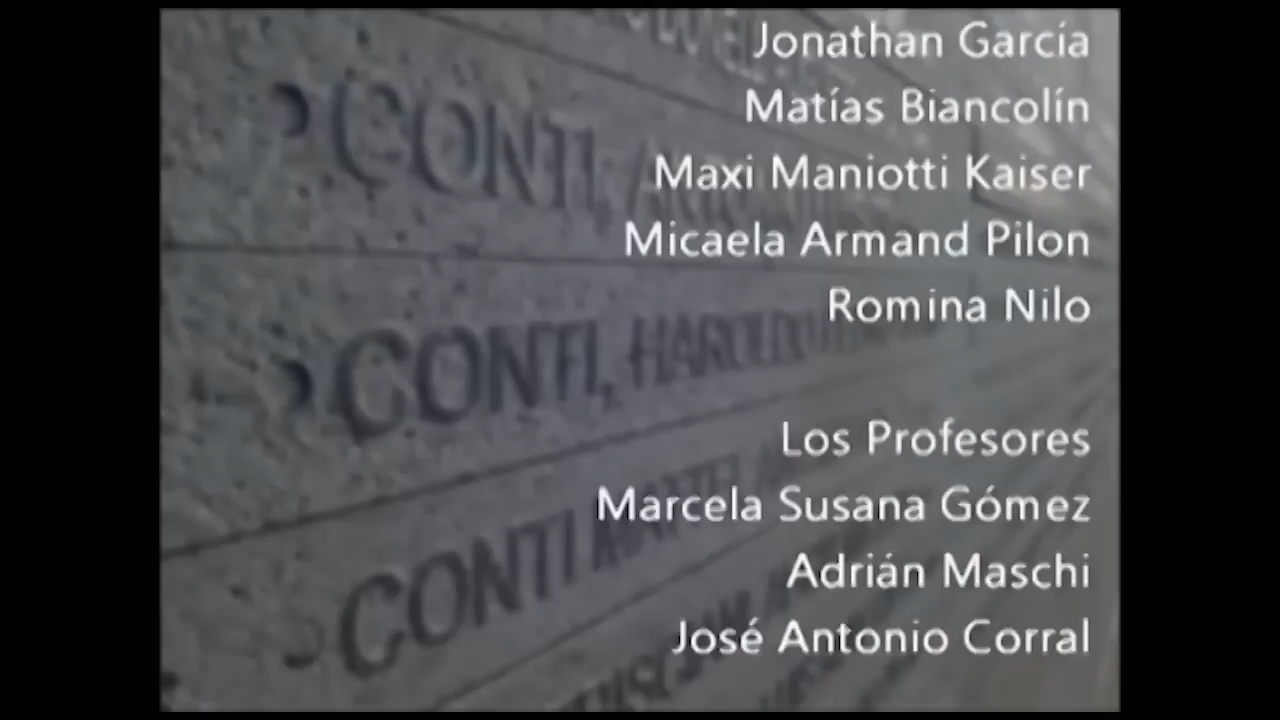 Jonathan García
Matías Biancolín
Maxi Maniotti Kaiser
Micaela Armand Pilon
Romina Nilo
Los Profesores
Marcela Susana Gómez
Adrián Maschi
José Antonio Corral
CONTI,
CONTI, HAROLDO
CONTI